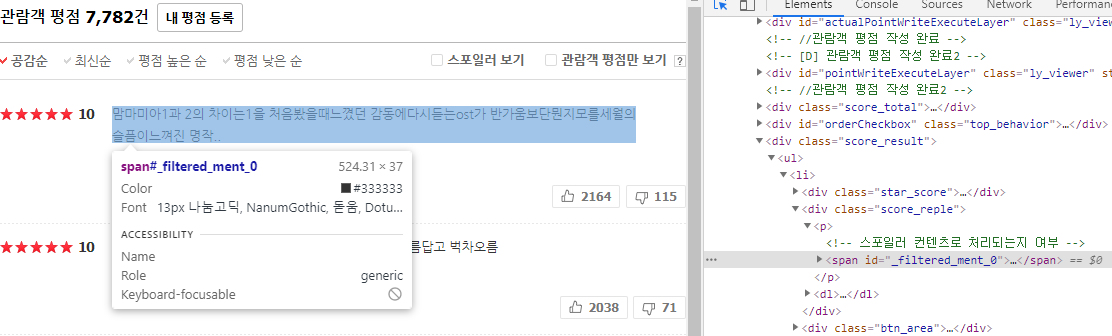 관람객 평점 7,782건 내 평점 등록
공감순 최신순 평점 높은 순 평점 낮은 순 스포일러 보기 관람객 평점만 보기 ?
10 맘마미아1과 2의 차이는1을 처음봤을때느꼈던 감동에다시듣는ost가 반가움보단뭔지모를세월의
슬픔이느껴진 명작..
span#_filtered_ment_0 524.31 × 37
Color #333333
Font 13px 나눔고딕, NanumGothic, 돋움, Dotu...
ACCESSIBILITY
Name
Role generic
Keyboard-focusable
2164 115
10 름답고 벅차오름
2038 71
Elements Console Sources Network Performance
<div id="actualPointWriteExecuteLayer" class="ly_view
<!-- //관람객 평점 작성 완료 -->
<!-- [D] 관람객 평점 작성 완료2 -->
<div id="pointWriteExecuteLayer" class="ly_viewer" st
<!-- //관람객 평점 작성 완료2 -->
<div class="score_total">…</div>
<div id="orderCheckbox" class="top_behavior">…</div>
<div class="score_result">
<ul>
<li>
<div class="star_score">…</div>
<div class="score_reple">
<p>
<!-- 스포일러 컨텐츠로 처리되는지 여부 -->
<span id="_filtered_ment_0">…</span> == $0
</p>
<dl>…</dl>
</div>
<div class="btn_area">…</div>